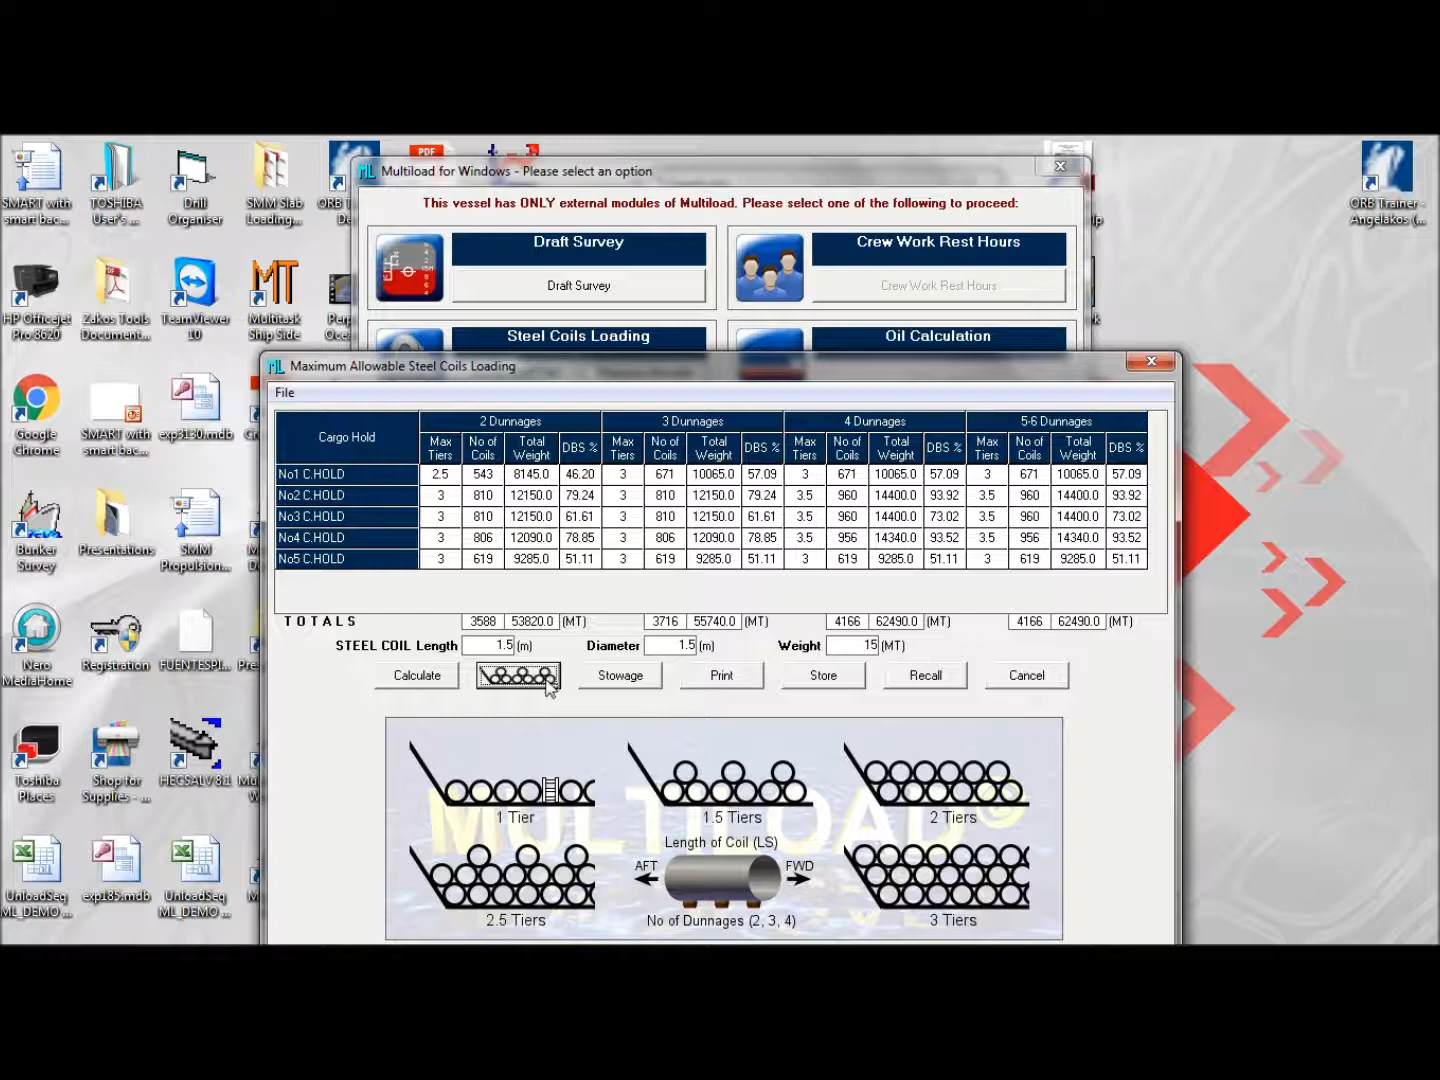 PDF
SMART with smart bac...
TOSHIBA User's ...
Drill Organiser
SMM Slab Loading...
ORB Trainer - Angelakos (...
HP Officejet Pro 8620
Zakos Tools Document...
TeamViewer 10
Multitask Ship Side
Google Chrome
SMART with smart bac...
exp3130.mdb
Bunker Survey
Presentations
SMM Propulsion...
Nero MediaHome
Registration
FUENTESPI...
Toshiba Places
Shop for Supplies - ...
HECSALV 8.1
UnloadSeq ML_DEMO ...
exp185.mdb
UnloadSeq ML_DEMO ...
ML Multiload for Windows - Please select an option
This vessel has ONLY external modules of Multiload. Please select one of the following to proceed:
Draft Survey
Draft Survey
Crew Work Rest Hours
Crew Work Rest Hours
Steel Coils Loading
Oil Calculation
ML Maximum Allowable Steel Coils Loading
File
Cargo Hold 2 Dunnages 3 Dunnages 4 Dunnages 5-6 Dunnages
Max Tiers No of Coils Total Weight DBS % Max Tiers No of Coils Total Weight DBS % Max Tiers No of Coils Total Weight DBS % Max Tiers No of Coils Total Weight DBS %
No1 C.HOLD 2.5 543 8145.0 46.20 3 671 10065.0 57.09 3 671 10065.0 57.09 3 671 10065.0 57.09
No2 C.HOLD 3 810 12150.0 79.24 3 810 12150.0 79.24 3.5 960 14400.0 93.92 3.5 960 14400.0 93.92
No3 C.HOLD 3 810 12150.0 61.61 3 810 12150.0 61.61 3.5 960 14400.0 73.02 3.5 960 14400.0 73.02
No4 C.HOLD 3 806 12090.0 78.85 3 806 12090.0 78.85 3.5 956 14340.0 93.52 3.5 956 14340.0 93.52
No5 C.HOLD 3 619 9285.0 51.11 3 619 9285.0 51.11 3 619 9285.0 51.11 3 619 9285.0 51.11
TOTALS 3588 53820.0 (MT) 3716 55740.0 (MT) 4166 62490.0 (MT) 4166 62490.0 (MT)
STEEL COIL Length 1.5 (m) Diameter 1.5 (m) Weight 15 (MT)
Calculate Stowage Print Store Recall Cancel
MULTILOAD©
1 Tier 1.5 Tiers 2 Tiers
Length of Coil (LS)
AFT FWD
2.5 Tiers No of Dunnages (2, 3, 4) 3 Tiers